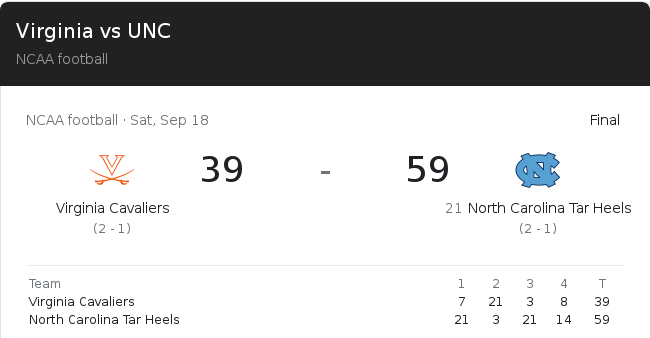 Virginia vs UNC
NCAA football
NCAA football · Sat, Sep 18 Final
39 - 59
Virginia Cavaliers 21 North Carolina Tar Heels
(2 - 1) (2 - 1)
Team 1 2 3 4 T
Virginia Cavaliers 7 21 3 8 39
North Carolina Tar Heels 21 3 21 14 59